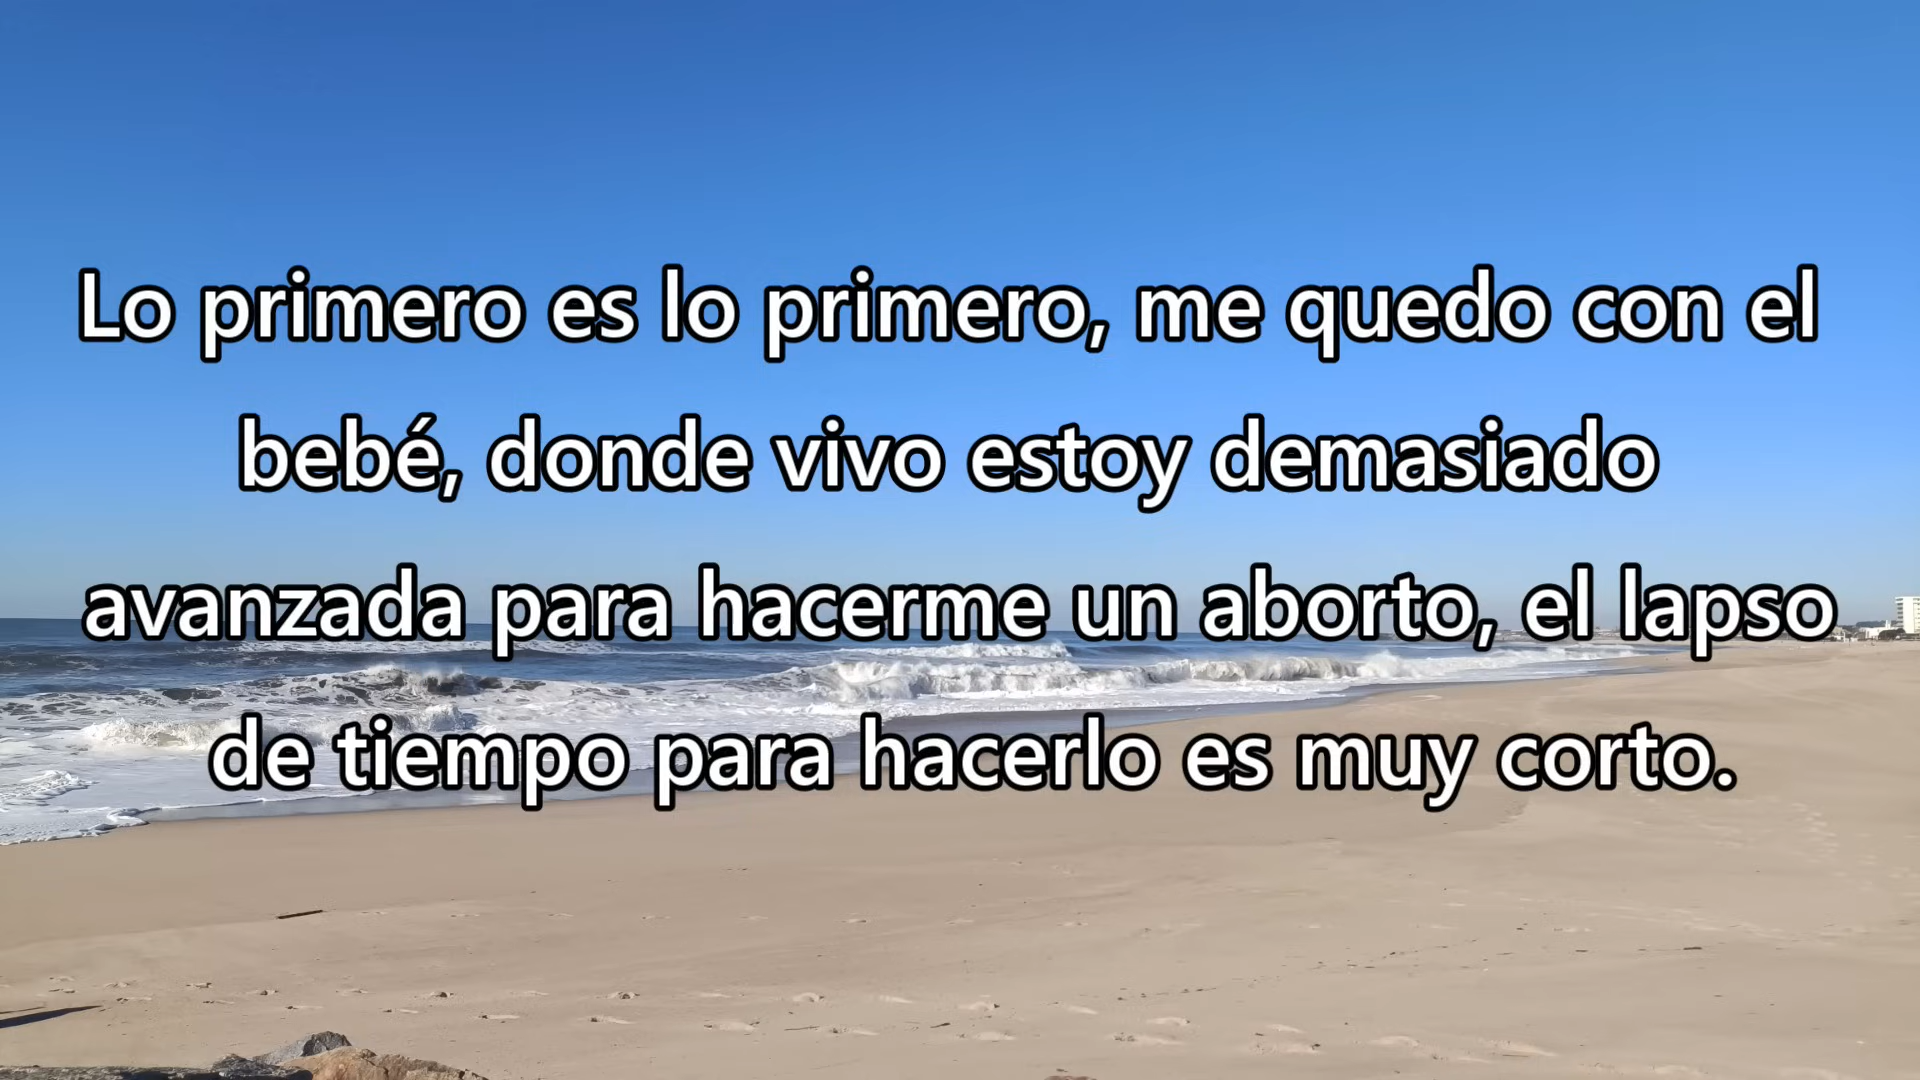 Lo primero es lo primero, me quedo con el
bebé, donde vivo estoy demasiado
avanzada para hacerme un aborto, el lapso
de tiempo para hacerlo es muy corto.